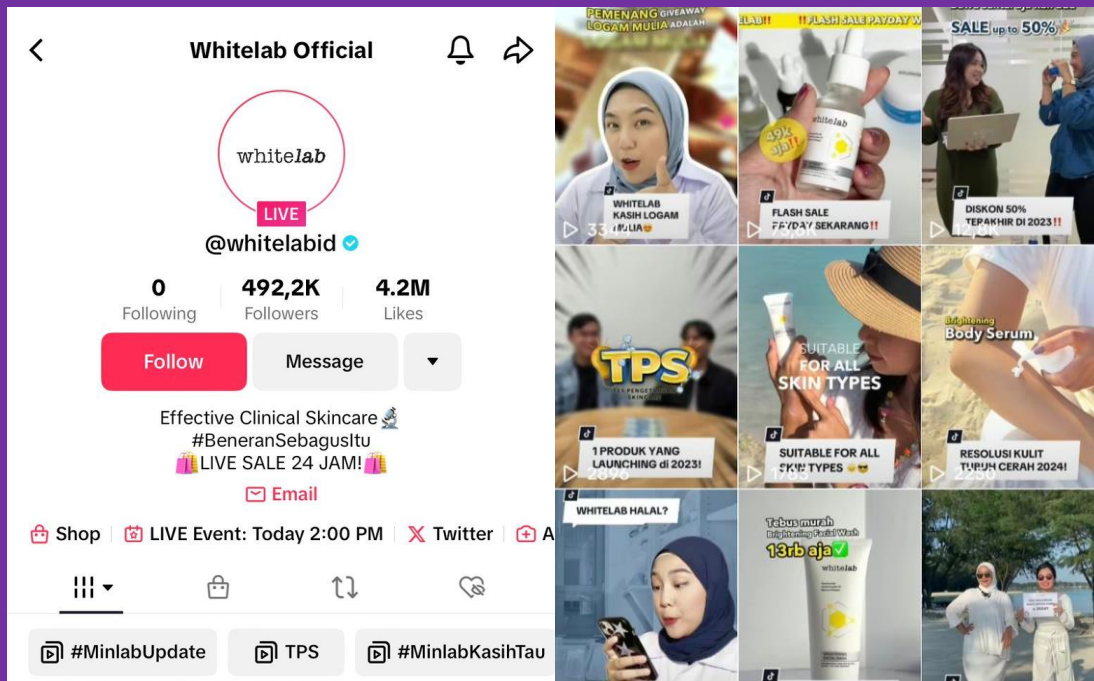 Whitelab Official
whitelab
LIVE
@whitelabid
0
Following
492,2K
Followers
4.2M
Likes
Follow
Message
Effective Clinical Skincare🔬
#BeneranSebagusItu
🛍️LIVE SALE 24 JAM!🛍️
Email
Shop
LIVE Event: Today 2:00 PM
Twitter
A
#MinlabUpdate
TPS
#MinlabKasihTau
PEMENANG GIVEAWAY
LOGAM MULIA ADALAH
WHITELAB
KASIH LOGAM
MULIA😍
!!FLASH SALE PAYDAY W
whitelab
49k
aja!!
FLASH SALE
PAYDAY SEKARANG‼️
SALE up to 50%
DISKON 50%
TERAKHIR DI 2023‼️
12,8K
TPS
1 PRODUK YANG
LAUNCHING di 2023!
2896
SUITABLE
FOR ALL
SKIN TYPES
SUITABLE FOR ALL
SKIN TYPES 😊😎
1785
Brightening
Body Serum
RESOLUSI KULIT
TUBUH CERAH 2024!
2250
WHITELAB HALAL?
Tebus murah
Brightening Facial Wash
13rb aja✅
whitelab